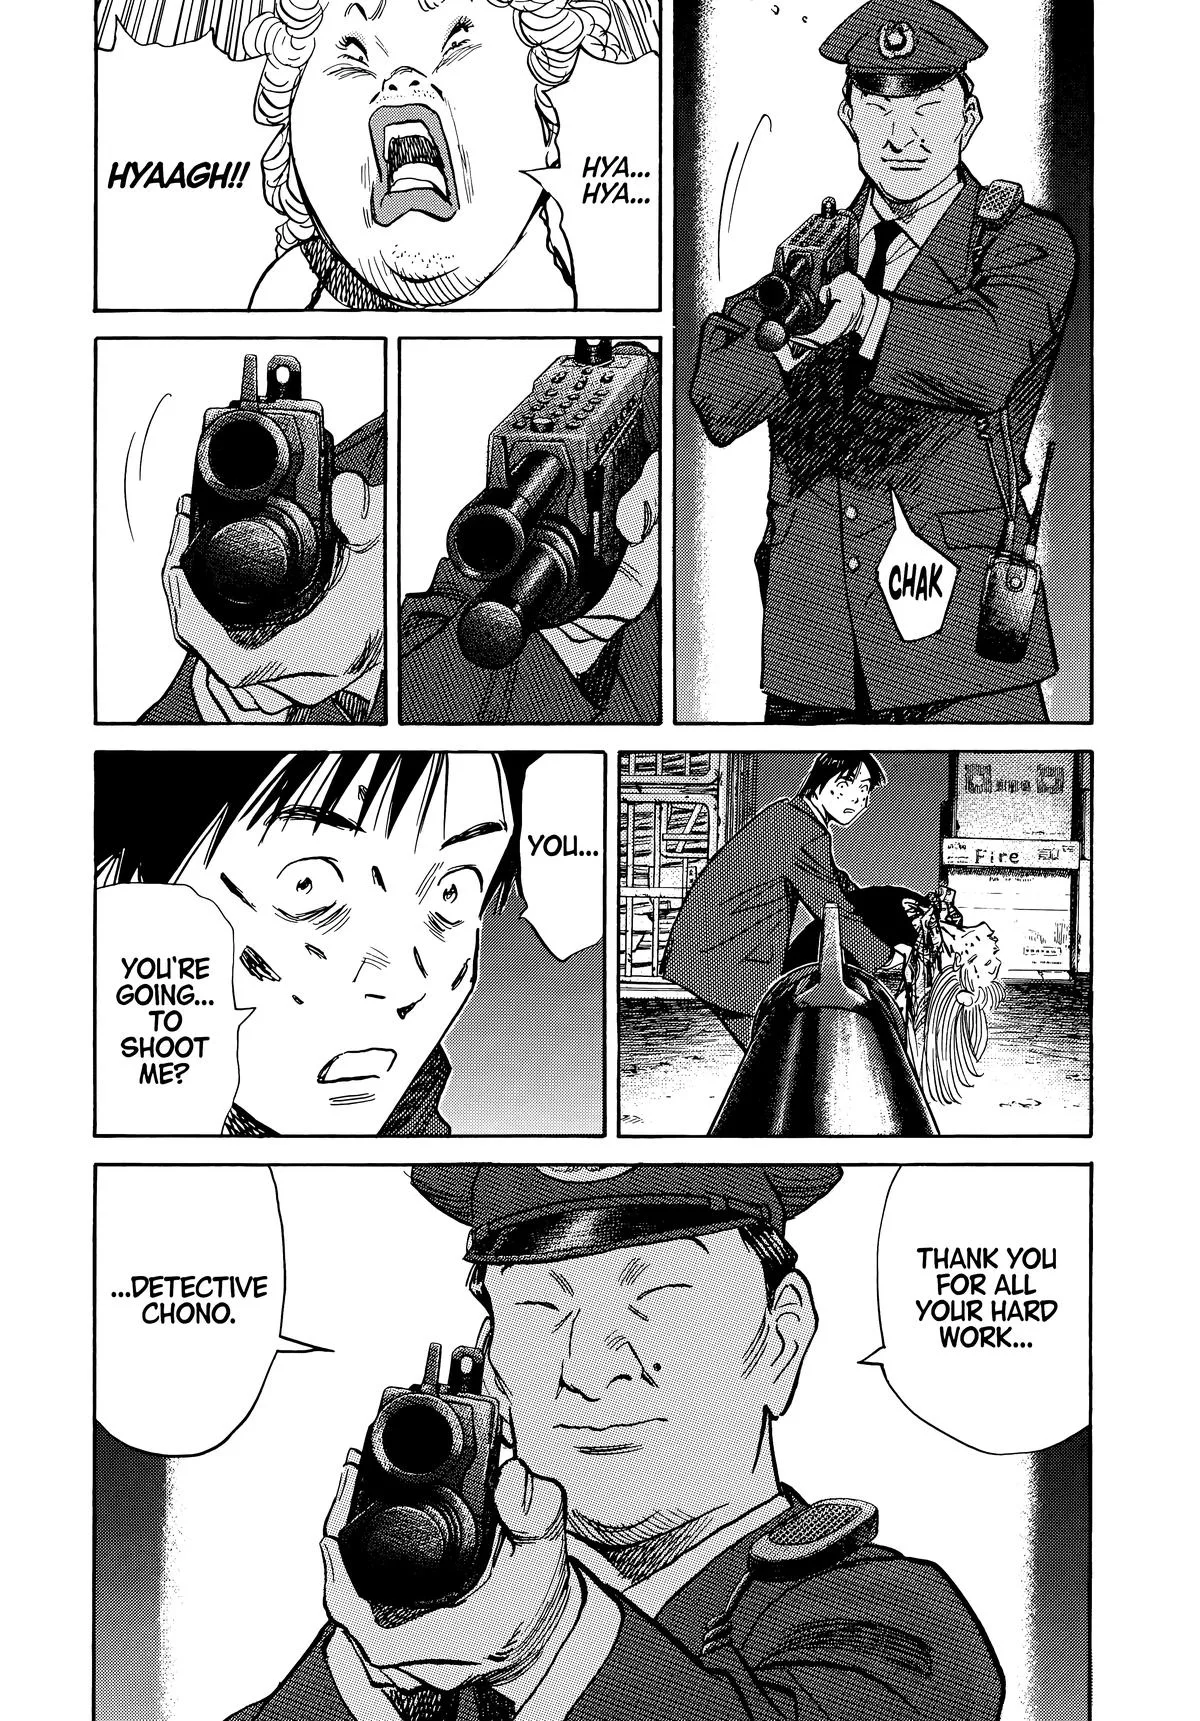 CHAK
HYA...
HYA...
HYAAGH!!
Fire
YOU...
YOU'RE
GOING...
TO
SHOOT
ME?
THANK YOU
FOR ALL
YOUR HARD
WORK...
...DETECTIVE
CHONO.